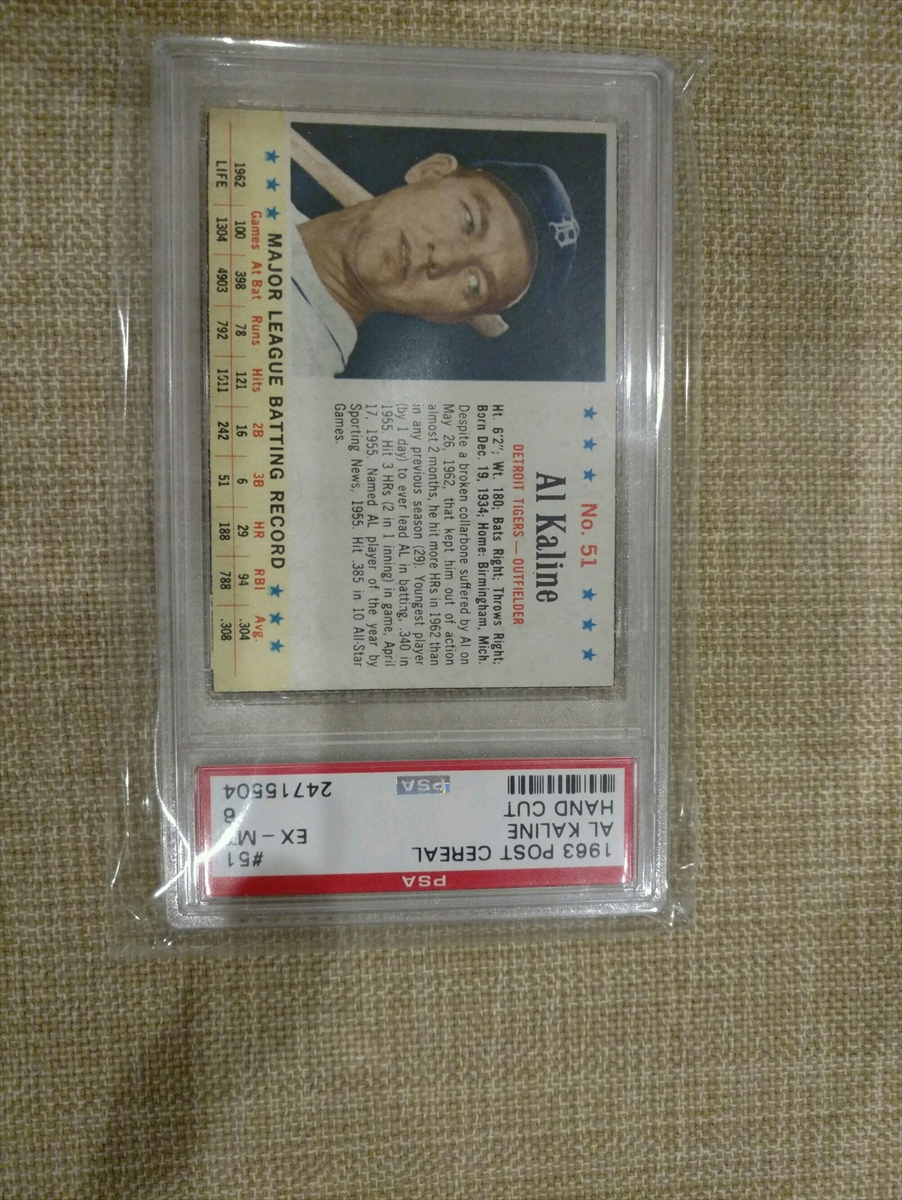 ★ ★ ★ No. 51 ★ ★ ★
Al Kaline
DETROIT TIGERS — OUTFIELDER
Ht. 6'2"; Wt. 180; Bats Right; Throws Right;
Born Dec. 19, 1934; Home: Birmingham, Mich.
Despite a broken collarbone suffered by Al on
May 26, 1962, that kept him out of action
almost 2 months, he hit more HRs in 1962 than
in any previous season (29). Youngest player
(by 1 day) to ever lead AL in batting, .340 in
1955. Hit 3 HRs (2 in 1 inning) in game, April
17, 1955. Named AL player of the year by
Sporting News, 1955. Hit .385 in 10 All-Star
Games.
★ ★ ★ MAJOR LEAGUE BATTING RECORD ★ ★ ★
Games At Bat Runs Hits 2B 3B HR RBI Avg.
1962 100 398 78 121 16 6 29 94 .304
LIFE 1304 4903 792 1511 242 51 188 788 .308
PSA
1963 POST CEREAL #51
AL KALINE EX - MT
HAND CUT 6
PSA 24715504